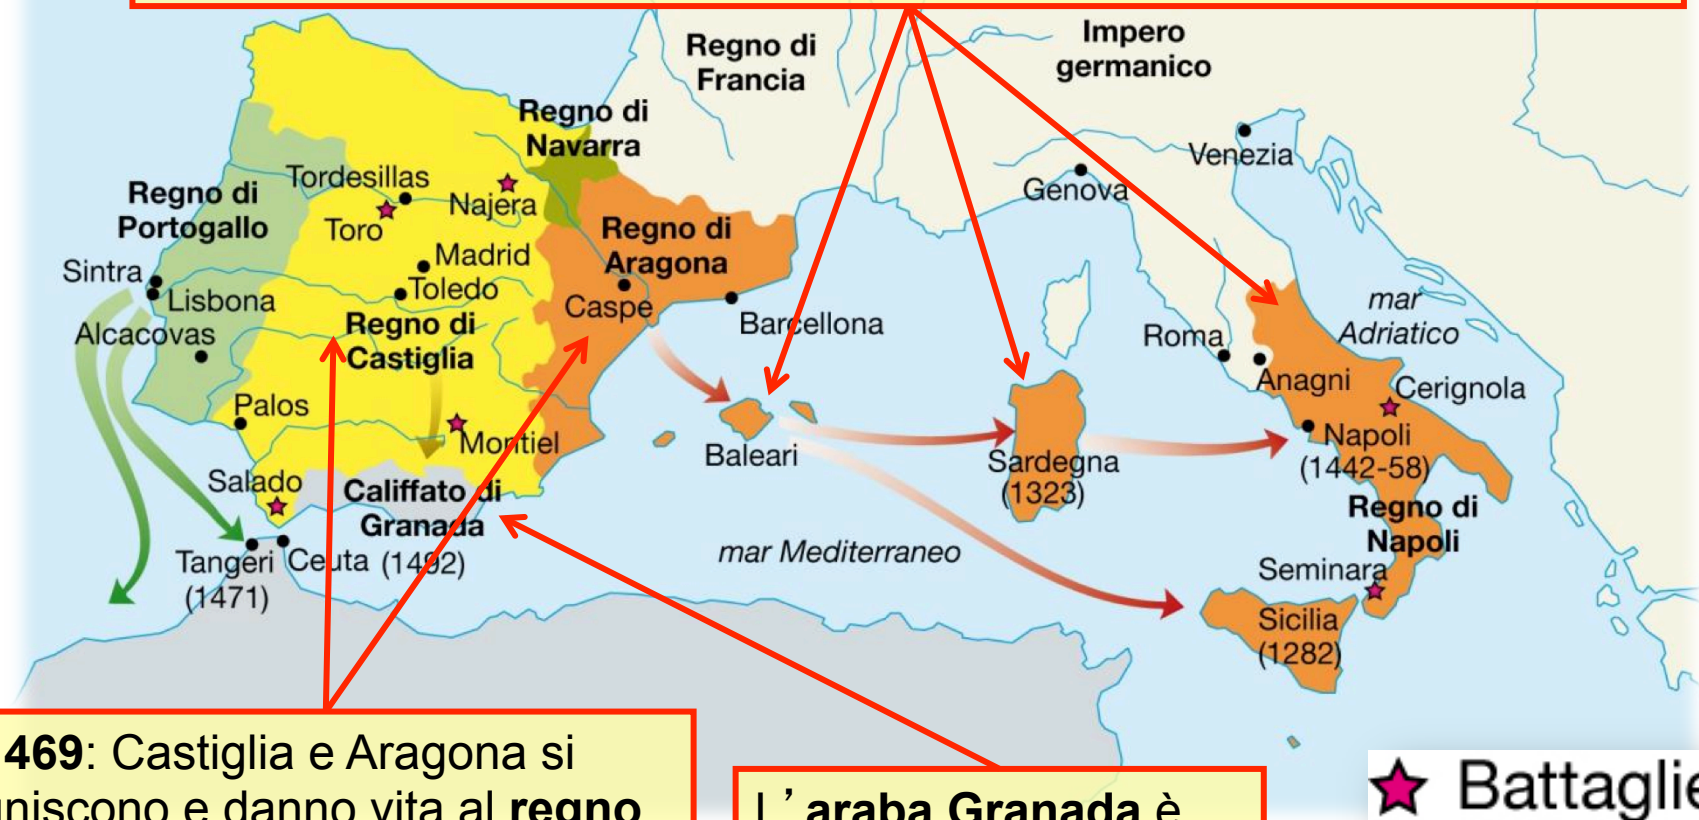 Regno di
Francia
Impero
germanico
Regno di
Navarra
Venezia
Tordesillas
Genova
Regno di
Portogallo
Najera
Toro
Regno di
Aragona
Madrid
Sintra
Toledo
Lisbona
Caspe
mar
Adriatico
Regno di
Castiglia
Barcellona
Alcacovas
Roma
Anagni
Cerignola
Palos
Montiel
Napoli
(1442-58)
Baleari
Sardegna
(1323)
Salado
Califfato di
Granada
(1492)
Regno di
Napoli
mar Mediterraneo
Tangeri
(1471)
Ceuta
Seminara
Sicilia
(1282)
469: Castiglia e Aragona si
niscono e danno vita al regno
L'araba Granada è
Battaglie